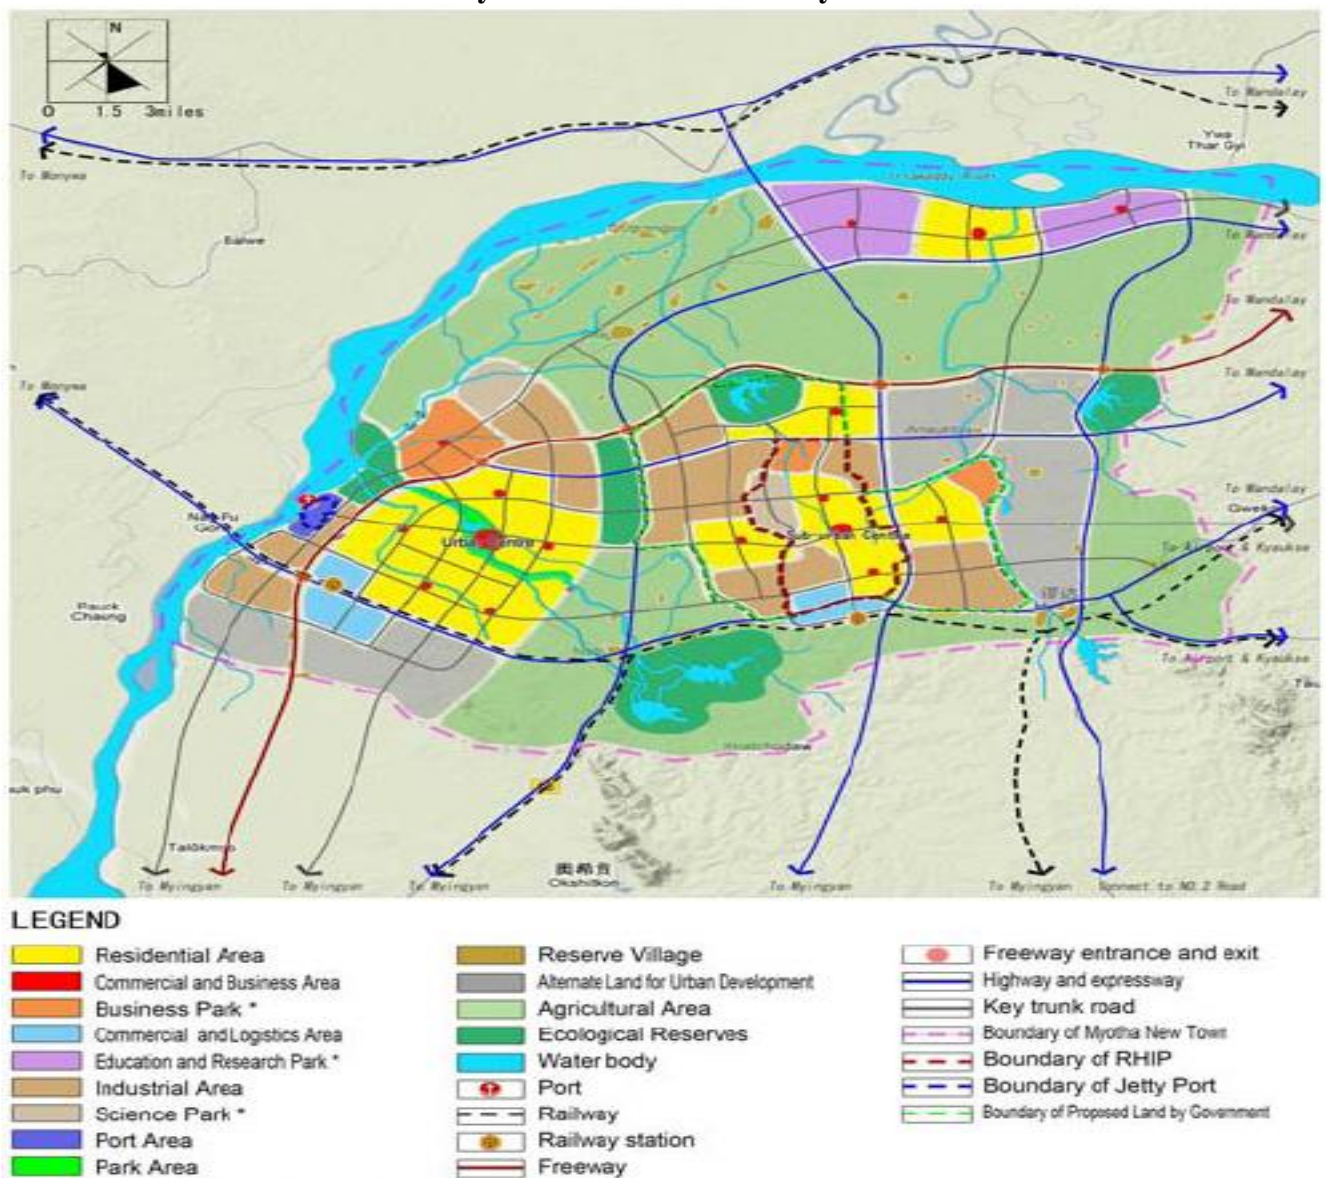 N
0 1.5 3miles
To Mandalay
Ywa
Thar Gyi
To Monywa
To Mandalay
To Mandalay
To Monywa
To Mandalay
To Mandalay
Urban Centre
Sub-urban Centre
To Airport & Kyaukse
Pauck
Chaung
To Airport & Kyaukse
To Myingyan
To Myingyan
To Myingyan
Okshitkon
To Myingyan
To Myingyan
Connect to NO.2 Road
LEGEND
Residential Area
Commercial and Business Area
Business Park *
Commercial and Logistics Area
Education and Research Park *
Industrial Area
Science Park *
Port Area
Park Area
Reserve Village
Alternate Land for Urban Development
Agricultural Area
Ecological Reserves
Water body
Port
Railway
Railway station
Freeway
Freeway entrance and exit
Highway and expressway
Key trunk road
Boundary of Myotha New Town
Boundary of RHIP
Boundary of Jetty Port
Boundary of Proposed Land by Government